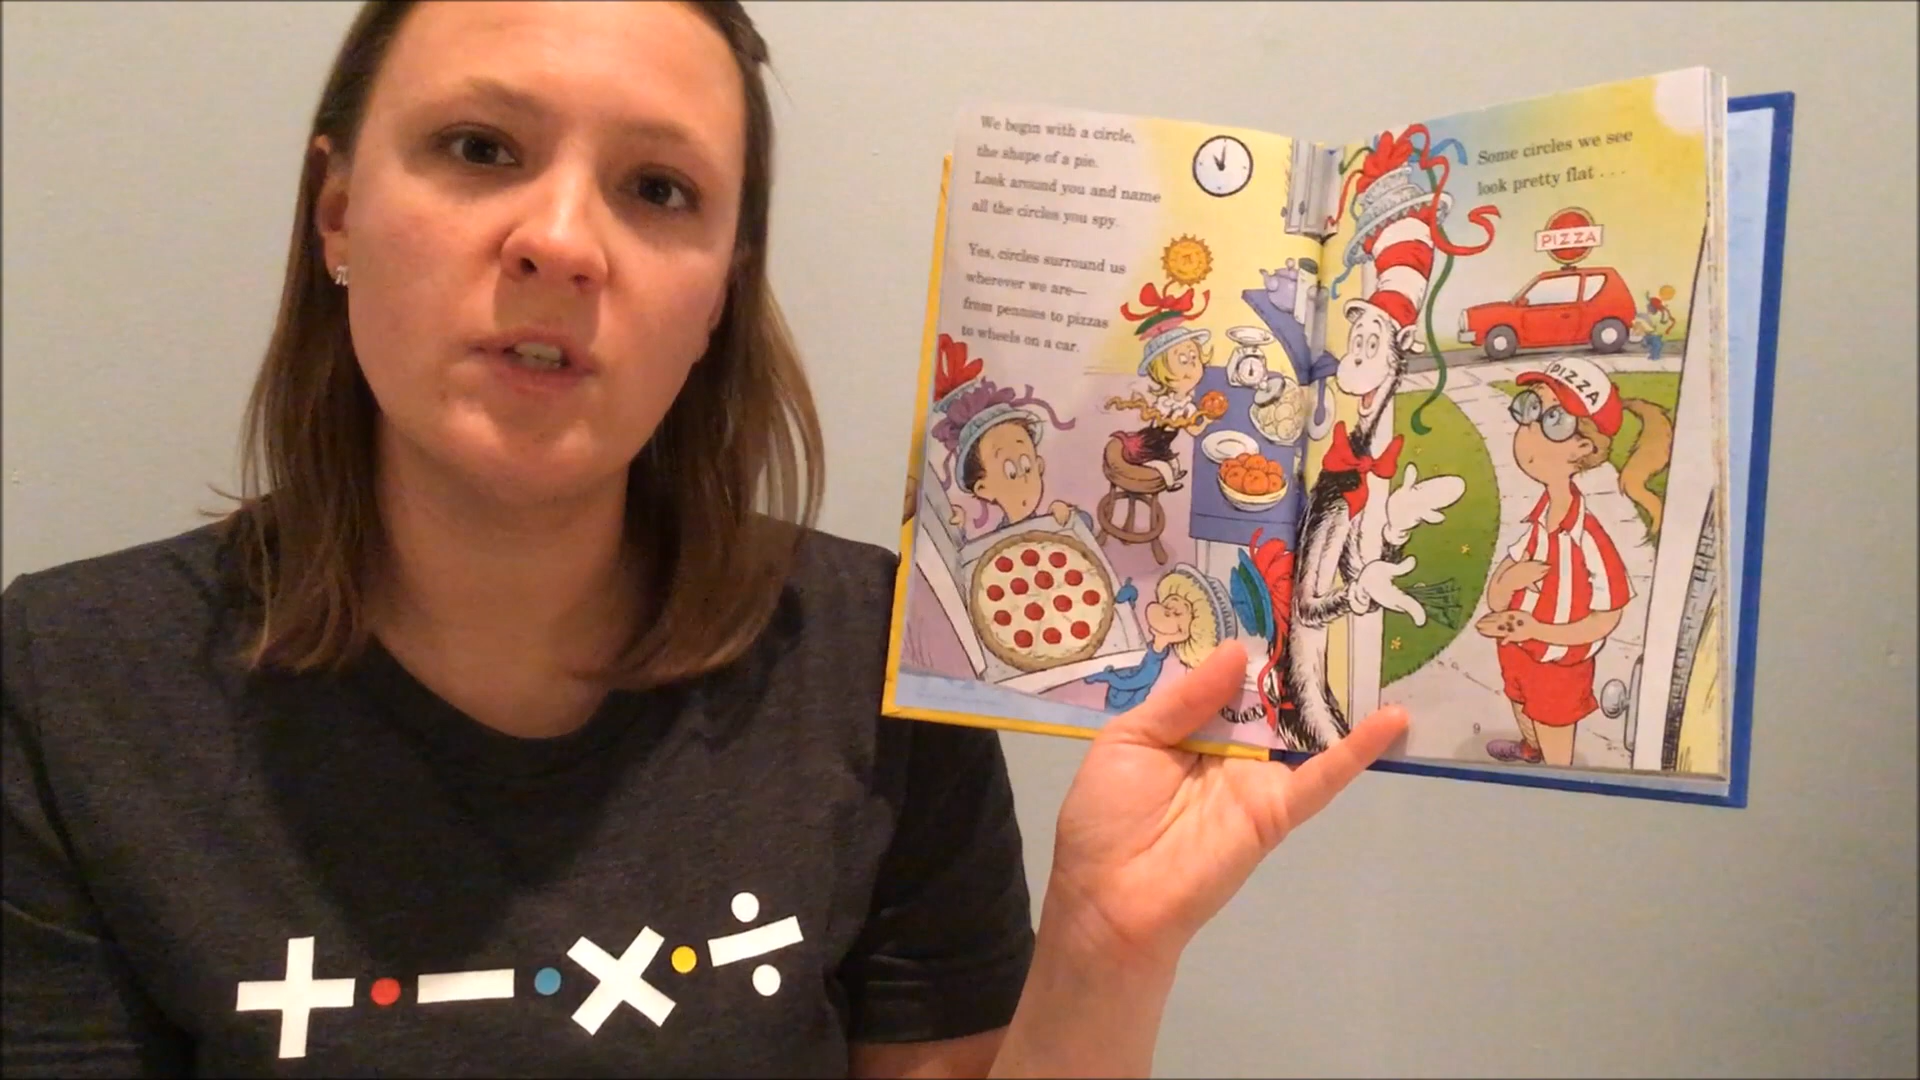 We begin with a circle,
the shape of a pie.
Look around you and name
all the circles you spy.
Yes, circles surround us
wherever we are—
from pennies to pizzas
to wheels on a car.
Some circles we see
look pretty flat . . .
PIZZA
PIZZA
9
+ • − • × • ÷
π